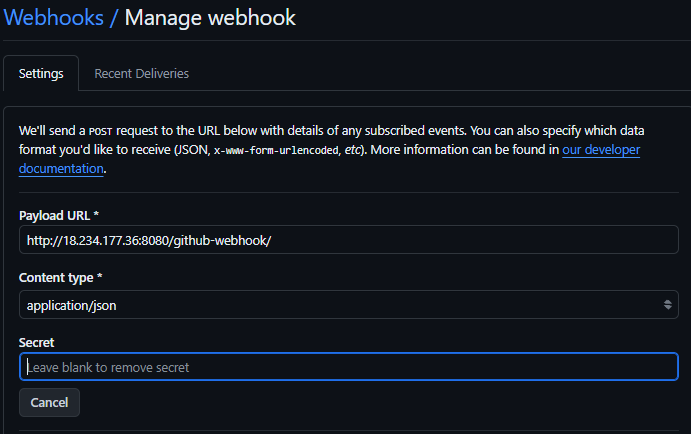 Webhooks / Manage webhook
Settings
Recent Deliveries
We'll send a POST request to the URL below with details of any subscribed events. You can also specify which data
format you'd like to receive (JSON, x-www-form-urlencoded, etc). More information can be found in our developer
documentation.
Payload URL *
http://18.234.177.36:8080/github-webhook/
Content type *
application/json
Secret
Leave blank to remove secret
Cancel